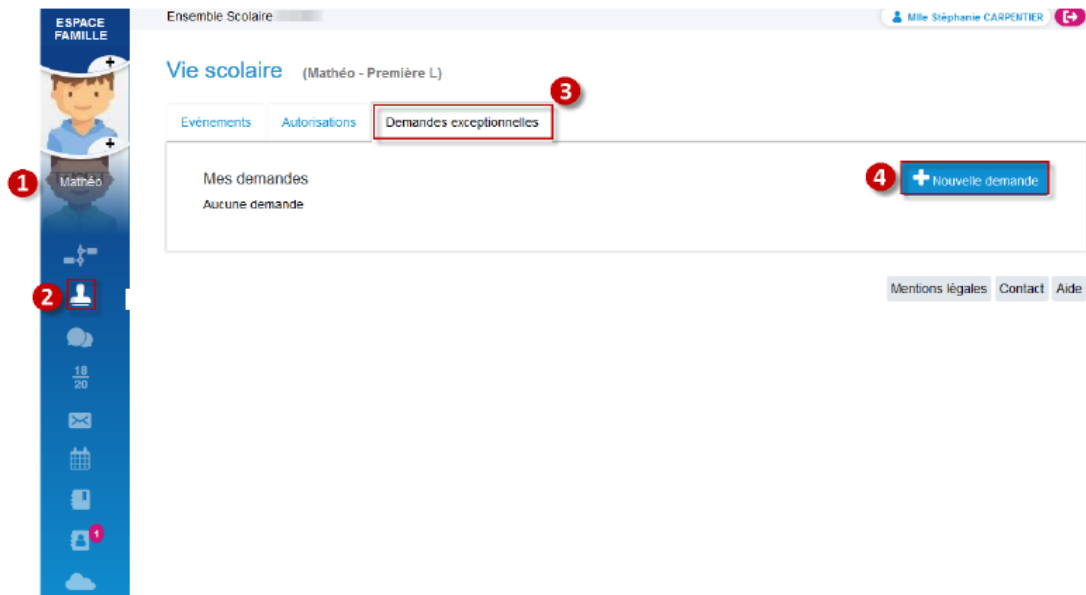 ESPACE
FAMILLE
Ensemble Scolaire
Mlle Stéphanie CARPENTIER
Vie scolaire (Mathéo - Première L)
3
Evènements Autorisations Demandes exceptionnelles
1 Mathéo
Mes demandes
4 Nouvelle demande
Aucune demande
2
Mentions légales Contact Aide
18
20
1